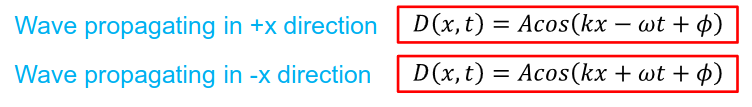 Wave propagating in +x direction D(x, t) = Acos(kx − ωt + ϕ)
Wave propagating in -x direction D(x, t) = Acos(kx + ωt + ϕ)